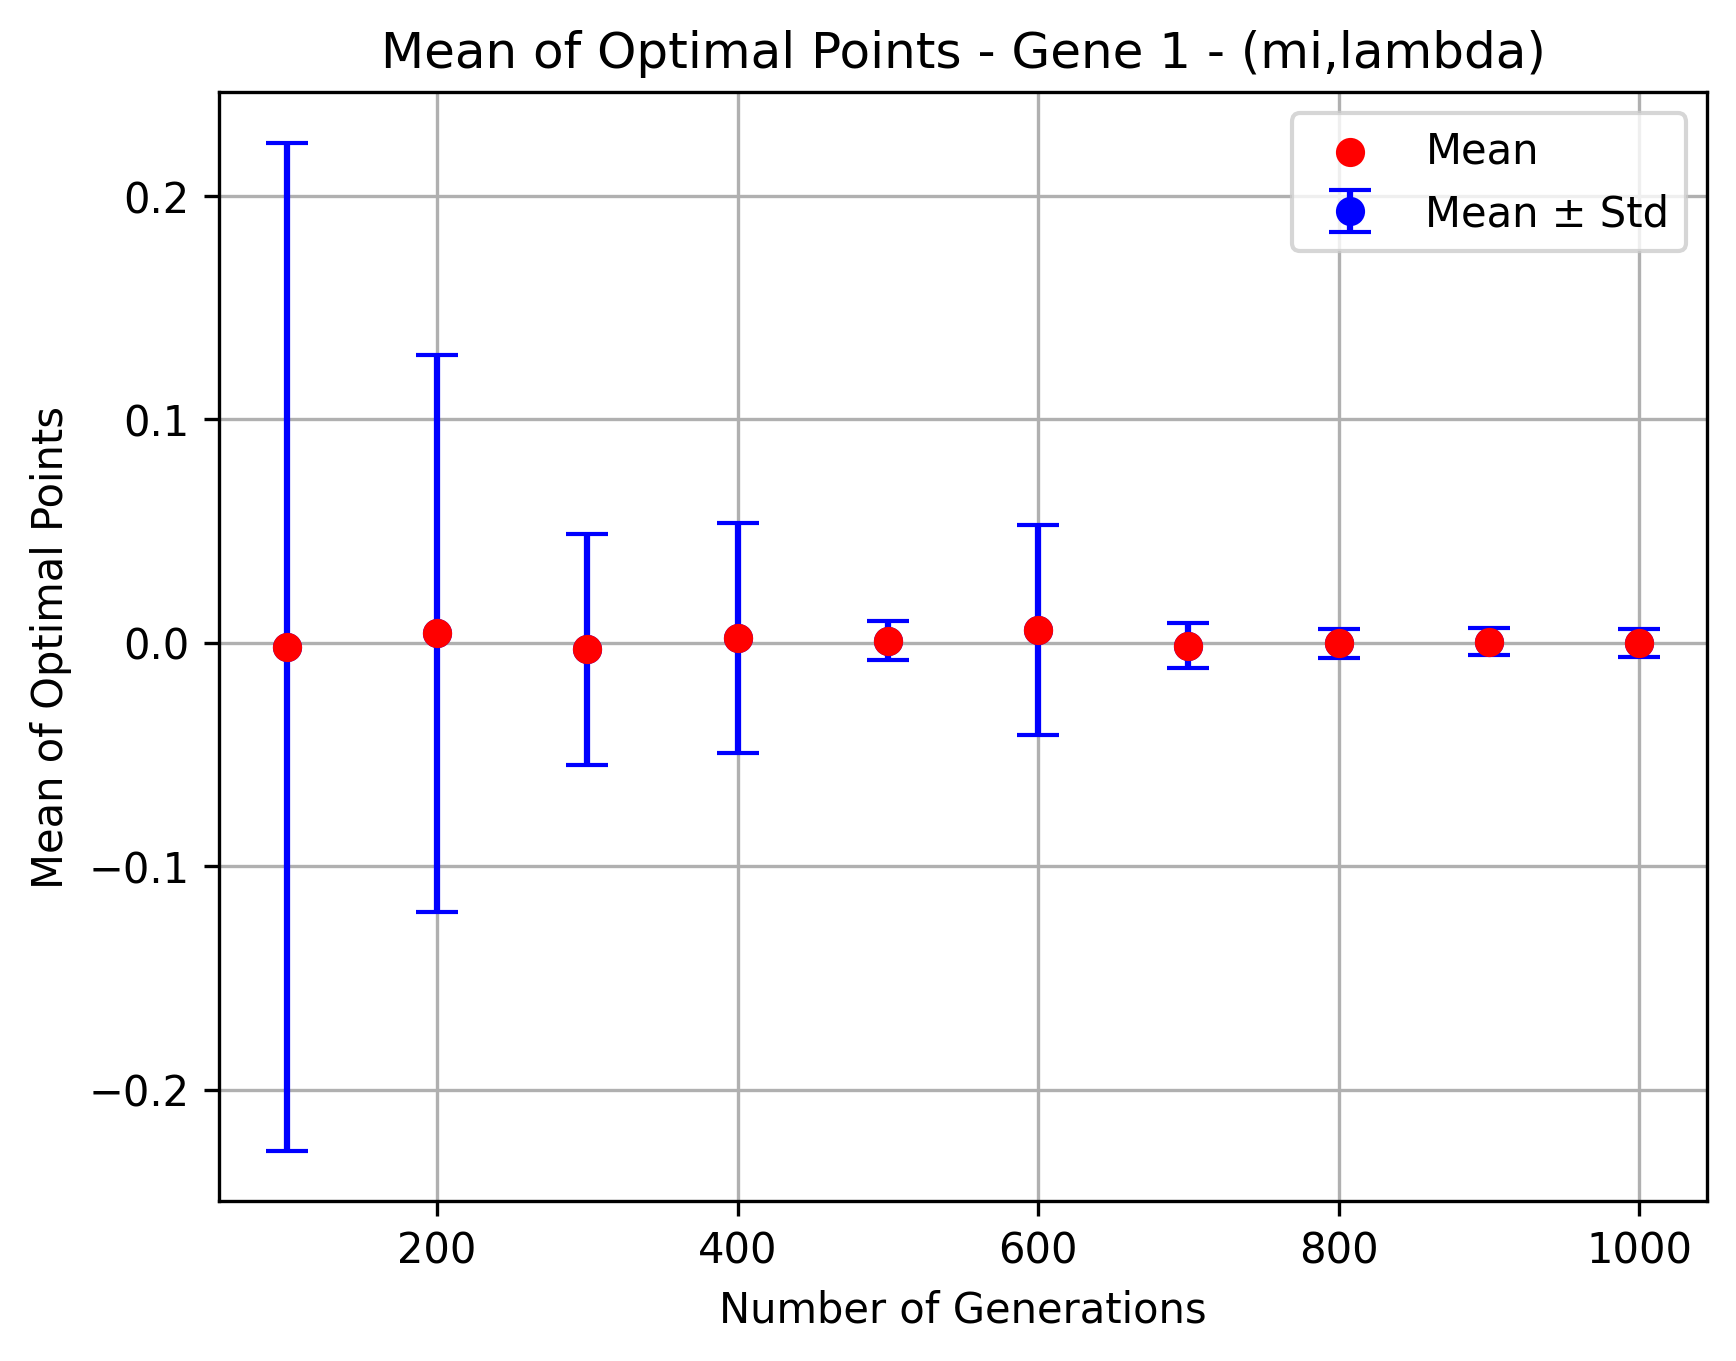 Mean of Optimal Points - Gene 1 - (mi,lambda)
Mean
Mean ± Std
0.2
0.1
0.0
−0.1
−0.2
Mean of Optimal Points
200
400
600
800
1000
Number of Generations